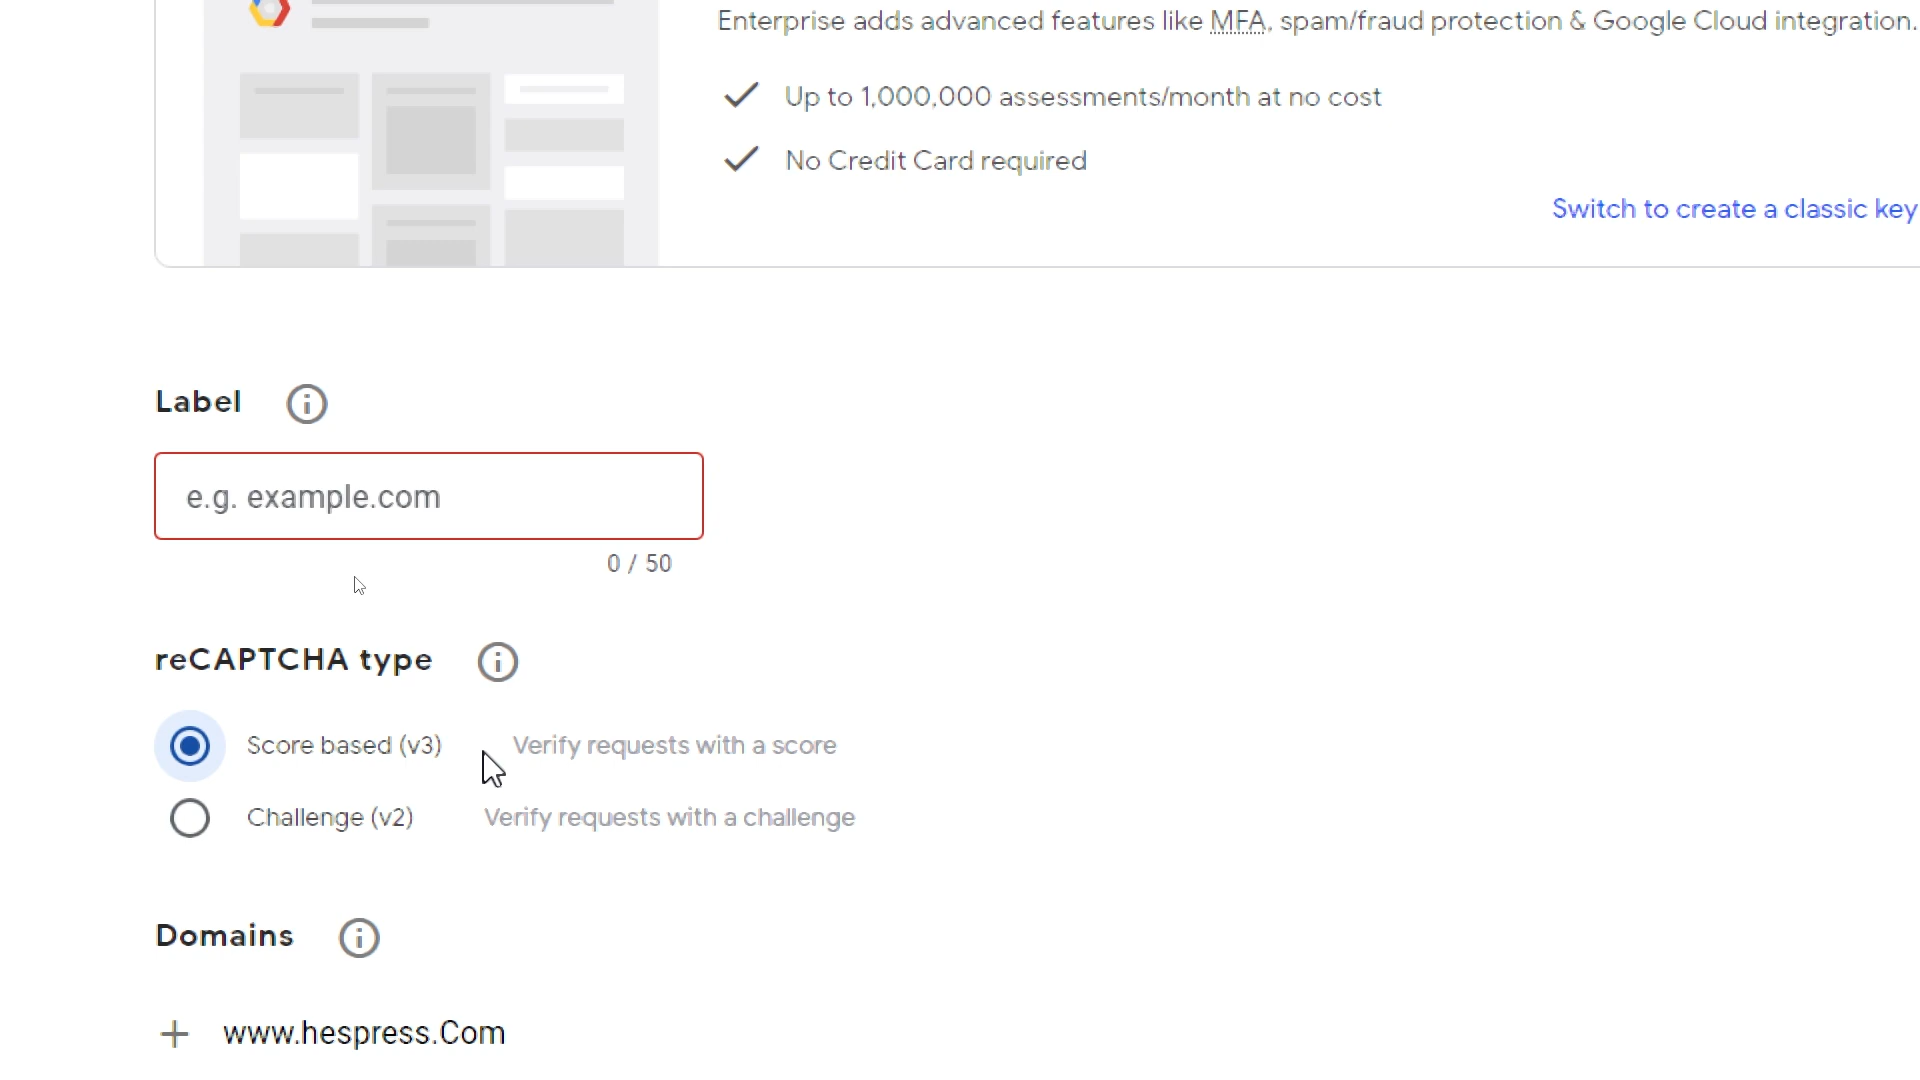 Enterprise adds advanced features like MFA, spam/fraud protection & Google Cloud integration.
Up to 1,000,000 assessments/month at no cost
No Credit Card required
Switch to create a classic key
Label
e.g. example.com
0 / 50
reCAPTCHA type
Score based (v3) Verify requests with a score
Challenge (v2) Verify requests with a challenge
Domains
www.hespress.Com